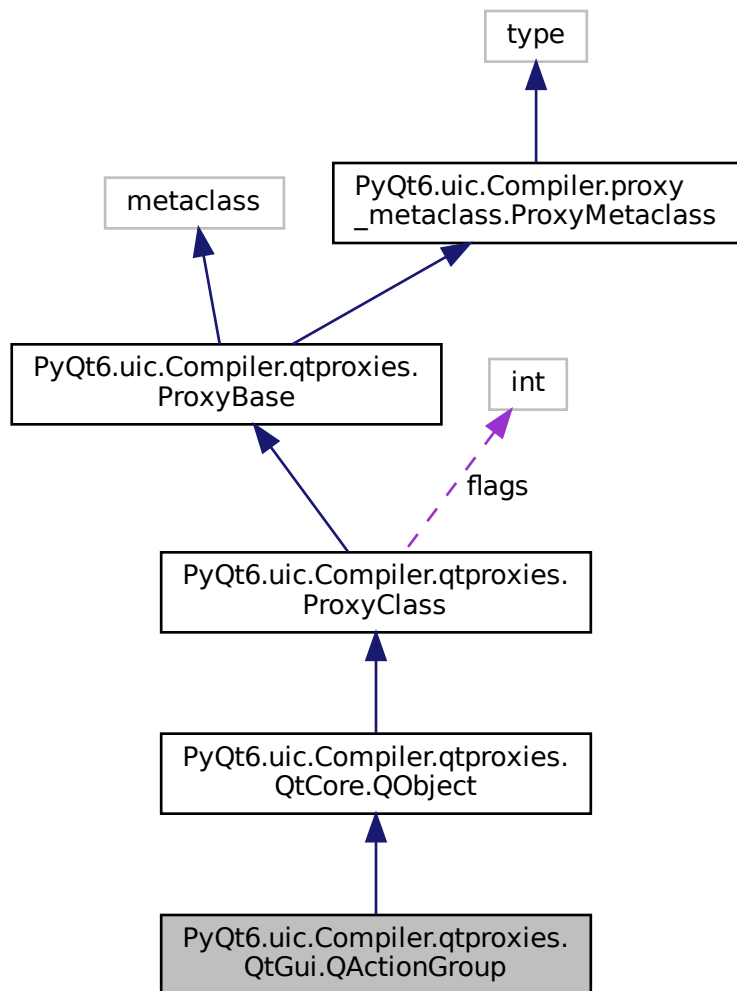 type
PyQt6.uic.Compiler.proxy
_metaclass.ProxyMetaclass
metaclass
PyQt6.uic.Compiler.qtproxies.
ProxyBase
int
flags
PyQt6.uic.Compiler.qtproxies.
ProxyClass
PyQt6.uic.Compiler.qtproxies.
QtCore.QObject
PyQt6.uic.Compiler.qtproxies.
QtGui.QActionGroup